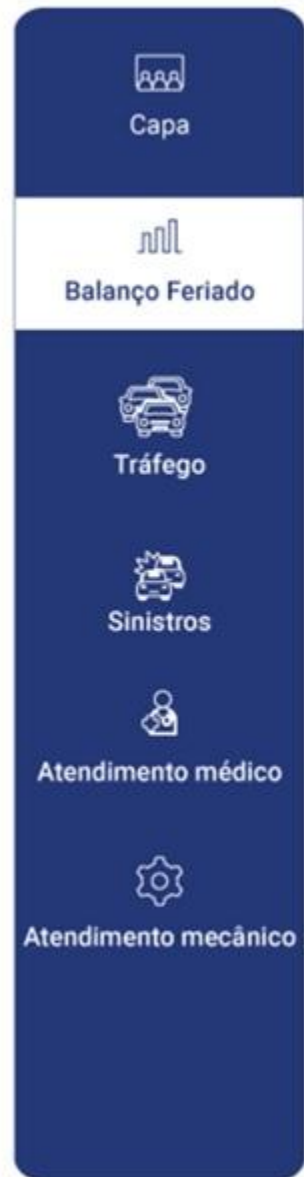 Capa
Balanço Feriado
Tráfego
Sinistros
Atendimento médico
Atendimento mecânico